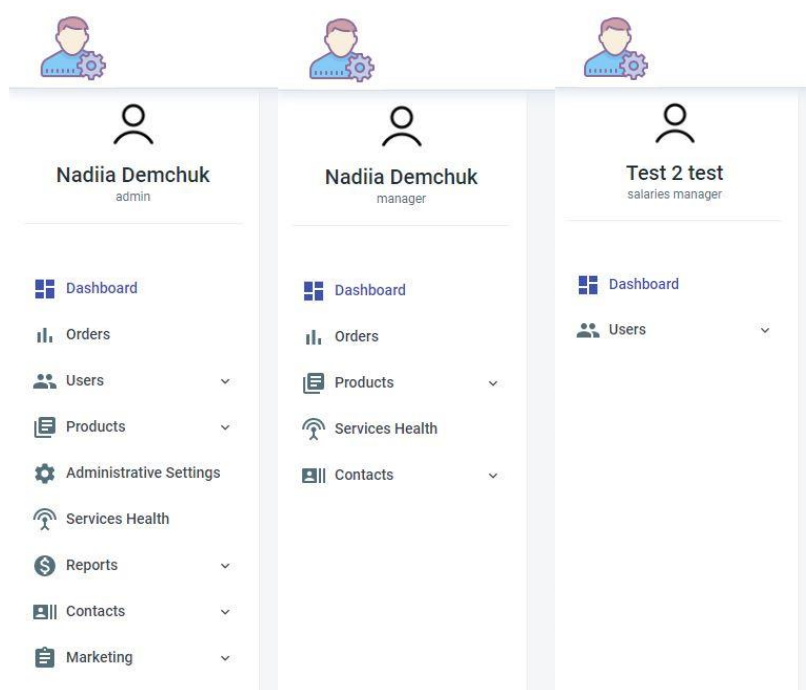 Nadiia Demchuk
admin
Dashboard
Orders
Users
Products
Administrative Settings
Services Health
Reports
Contacts
Marketing
Nadiia Demchuk
manager
Dashboard
Orders
Products
Services Health
Contacts
Test 2 test
salaries manager
Dashboard
Users